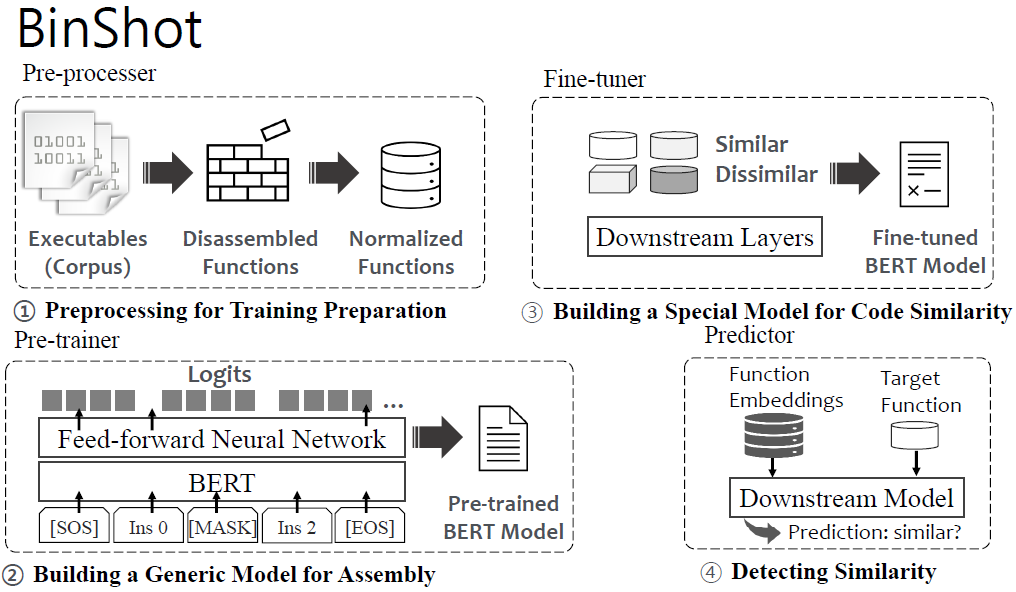 BinShot
Pre-processer
01001
10011
Executables
(Corpus)
Disassembled
Functions
Normalized
Functions
① Preprocessing for Training Preparation
Pre-trainer
Logits
...
Feed-forward Neural Network
BERT
[SOS] Ins 0 [MASK] Ins 2 [EOS]
Pre-trained
BERT Model
② Building a Generic Model for Assembly
Fine-tuner
Similar
Dissimilar
Downstream Layers
Fine-tuned
BERT Model
③ Building a Special Model for Code Similarity
Predictor
Function
Embeddings
Target
Function
Downstream Model
Prediction: similar?
④ Detecting Similarity